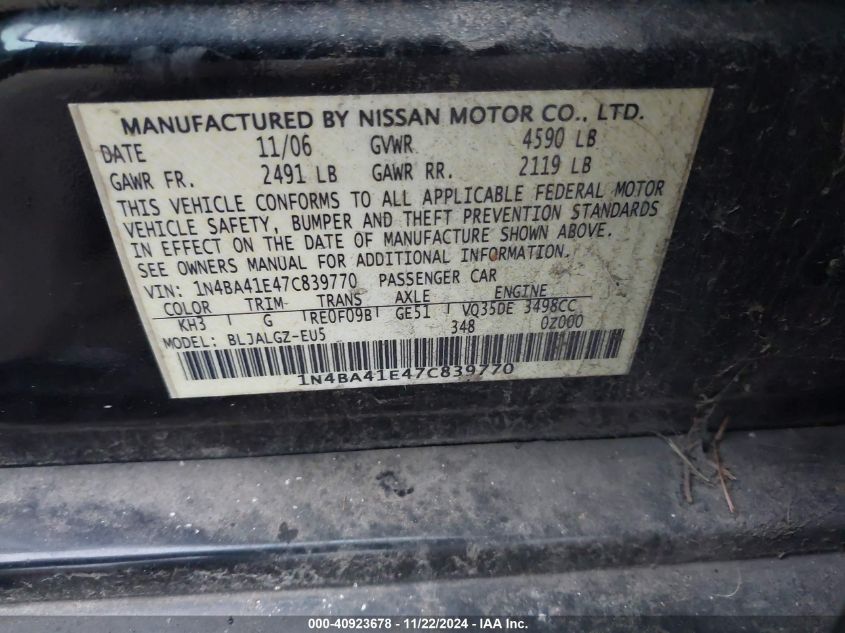 MANUFACTURED BY NISSAN MOTOR CO., LTD.
DATE 11/06 GVWR 4590 LB
GAWR FR. 2491 LB GAWR RR. 2119 LB
THIS VEHICLE CONFORMS TO ALL APPLICABLE FEDERAL MOTOR
VEHICLE SAFETY, BUMPER AND THEFT PREVENTION STANDARDS
IN EFFECT ON THE DATE OF MANUFACTURE SHOWN ABOVE.
SEE OWNERS MANUAL FOR ADDITIONAL INFORMATION.
VIN: 1N4BA41E47C839770 PASSENGER CAR
COLOR TRIM TRANS AXLE ENGINE
KH3 G RE0F09B GE51 VQ35DE 3498CC
MODEL: BLJALGZ-EU5 348 0Z000
1N4BA41E47C839770
000-40923678 - 11/22/2024 - IAAI.com